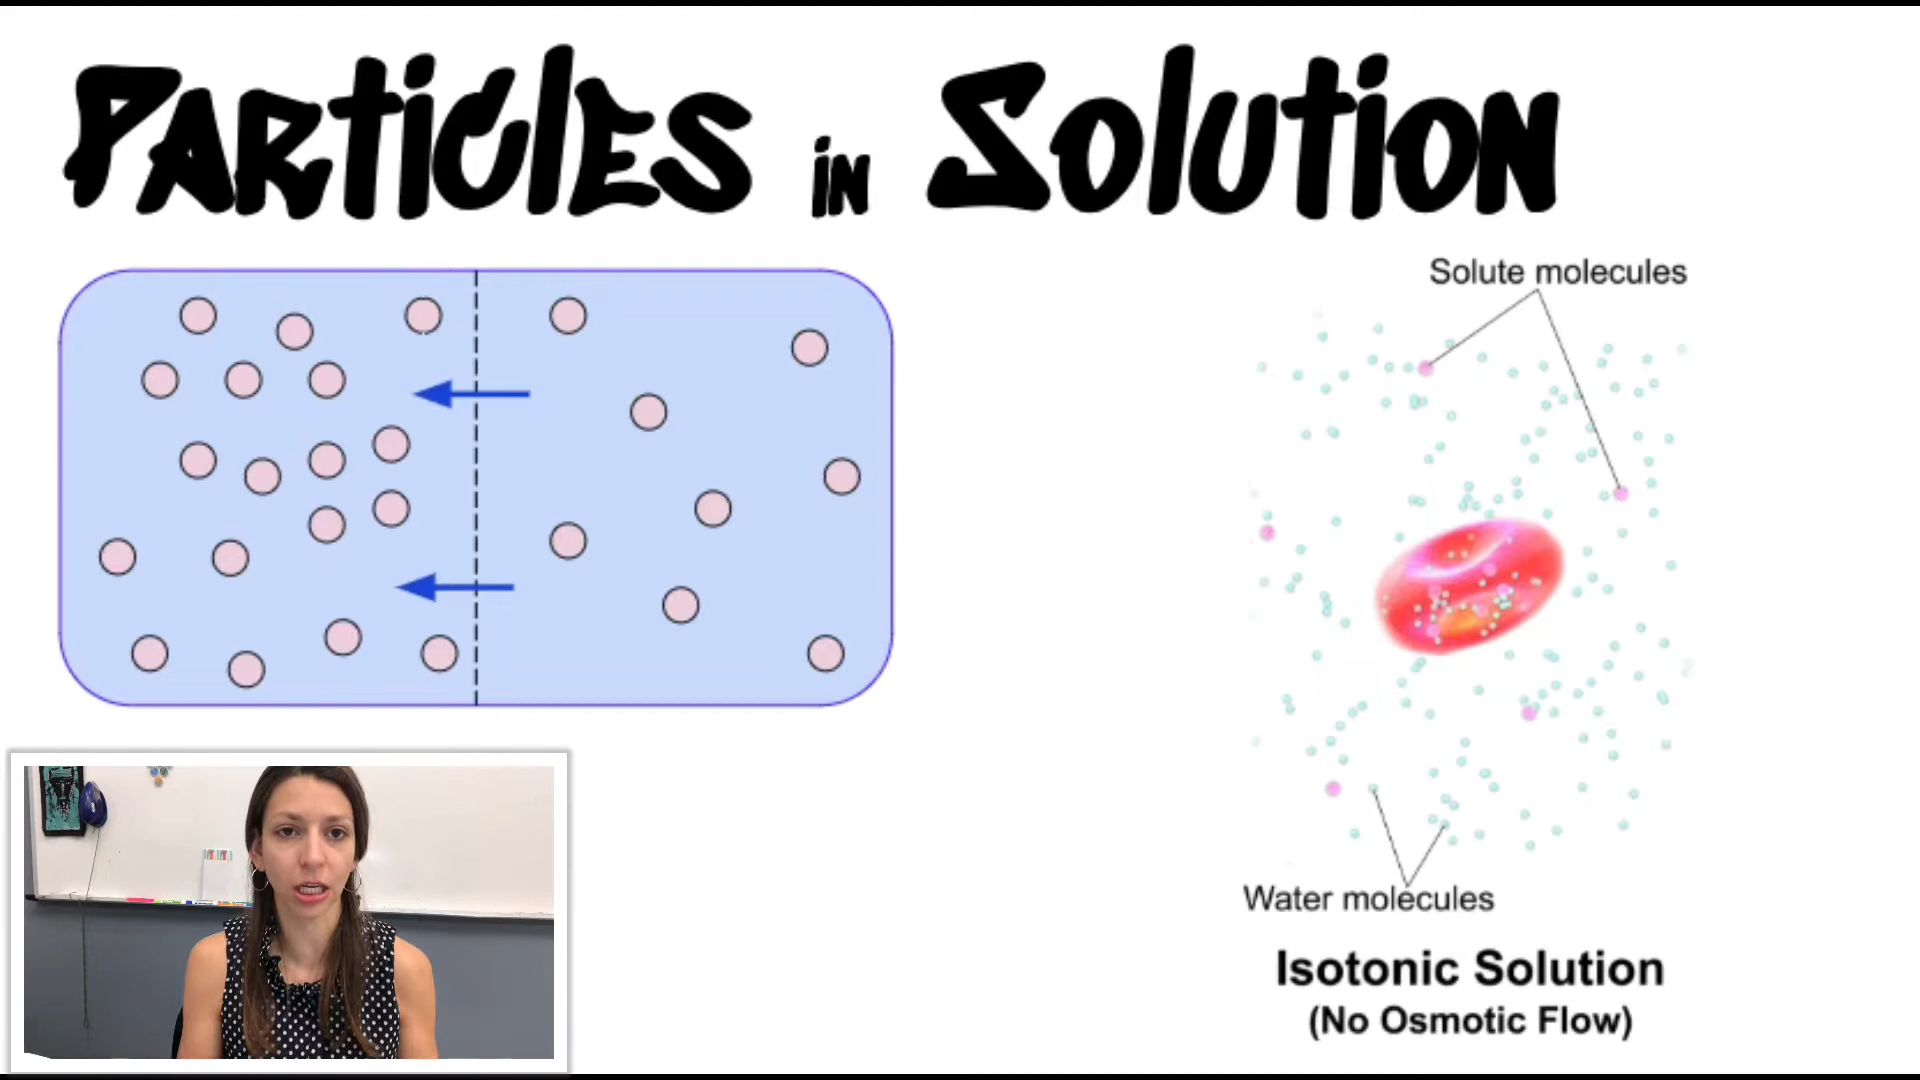 Particles in Solution
Solute molecules
Water molecules
Isotonic Solution
(No Osmotic Flow)